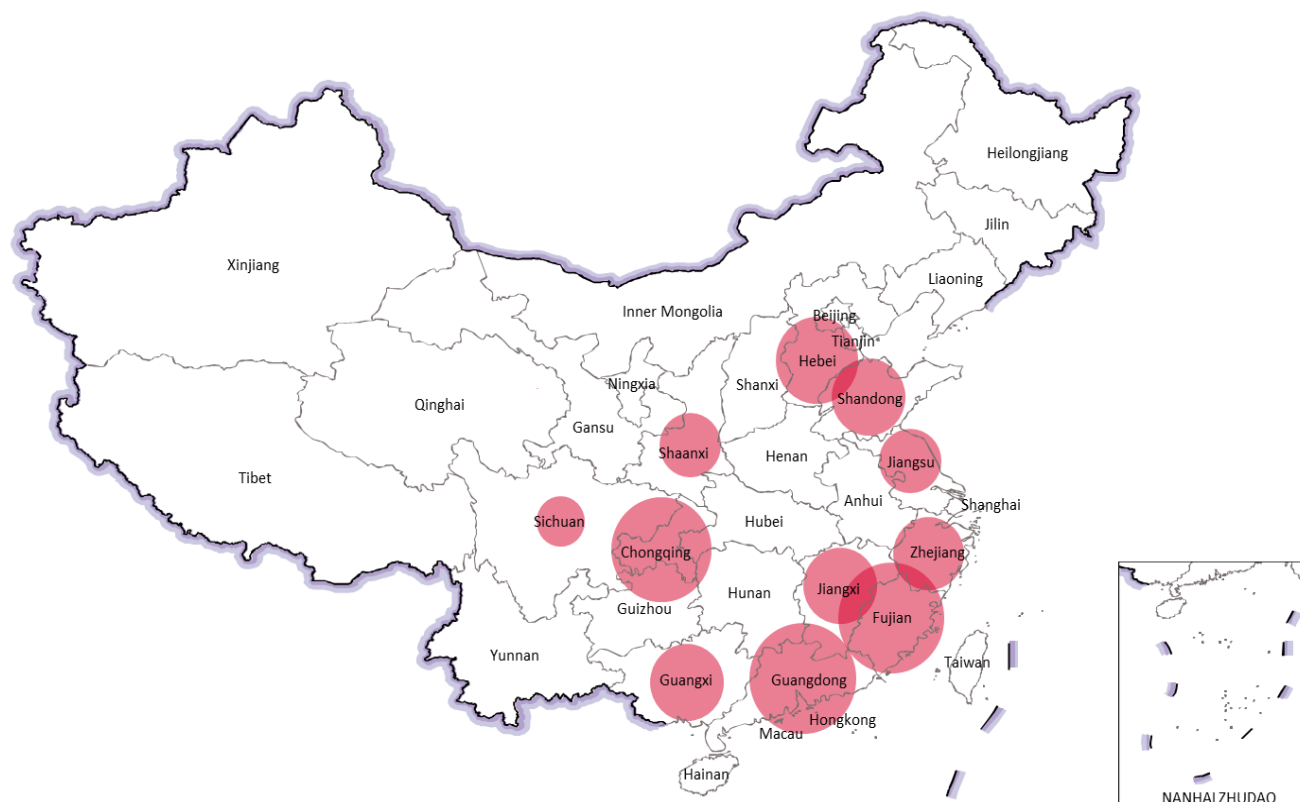 Heilongjiang
Jilin
Xinjiang
Liaoning
Inner Mongolia
Beijing
Tianjin
Hebei
Ningxia
Shanxi
Shandong
Qinghai
Gansu
Shaanxi
Henan
Jiangsu
Tibet
Anhui
Shanghai
Sichuan
Hubei
Chongqing
Zhejiang
Jiangxi
Hunan
Guizhou
Fujian
Yunnan
Taiwan
Guangxi
Guangdong
Hongkong
Macau
Hainan
NANHAIZHUDAO